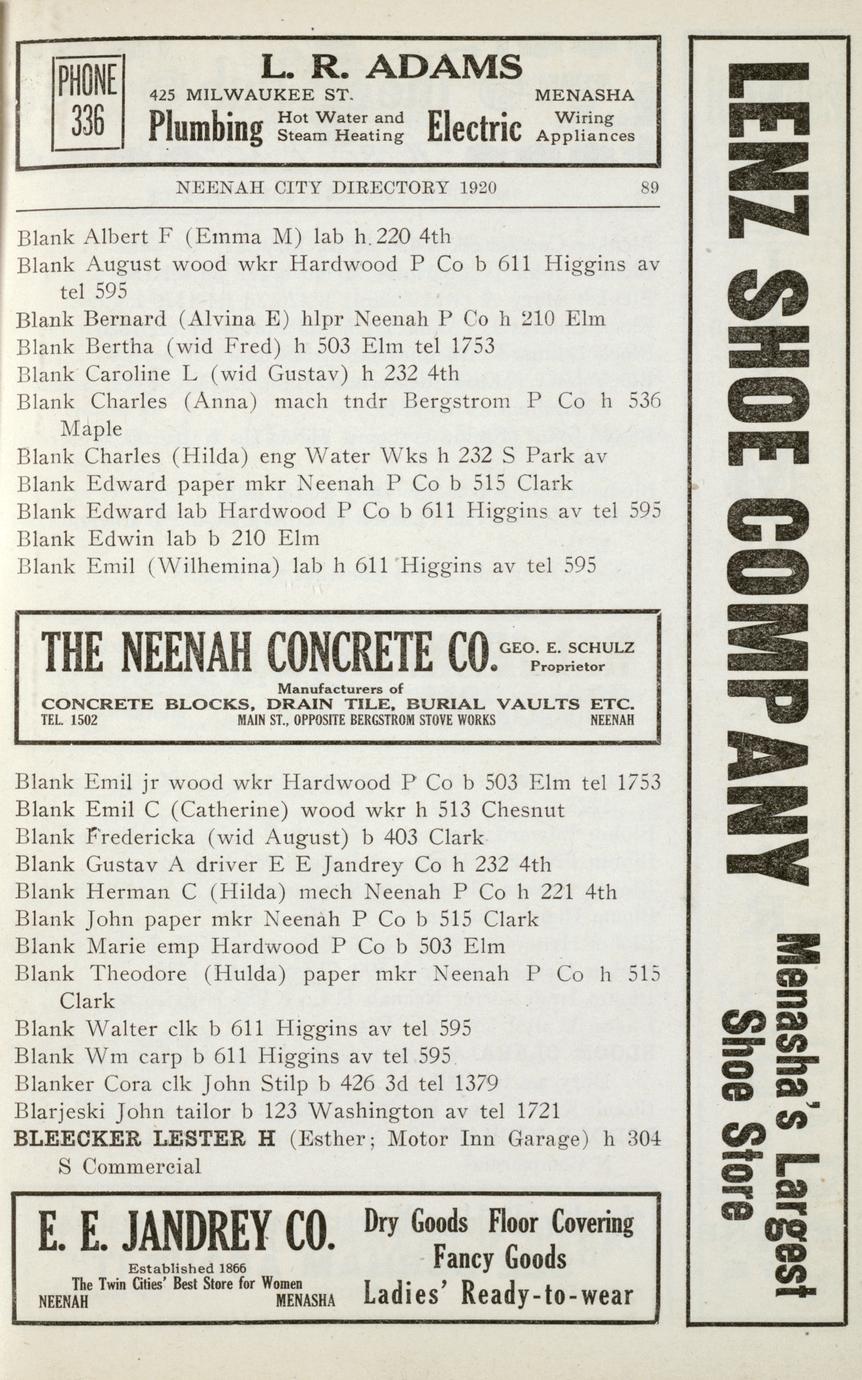 PHONE
336
L. R. ADAMS
425 MILWAUKEE ST. MENASHA
Plumbing Hot Water and Steam Heating Electric Wiring Appliances
NEENAH CITY DIRECTORY 1920 89
Blank Albert F (Emma M) lab h 220 4th
Blank August wood wkr Hardwood P Co b 611 Higgins av
tel 595
Blank Bernard (Alvina E) hlpr Neenah P Co h 210 Elm
Blank Bertha (wid Fred) h 503 Elm tel 1753
Blank Caroline L (wid Gustav) h 232 4th
Blank Charles (Anna) mach tndr Bergstrom P Co h 536
Maple
Blank Charles (Hilda) eng Water Wks h 232 S Park av
Blank Edward paper mkr Neenah P Co b 515 Clark
Blank Edward lab Hardwood P Co b 611 Higgins av tel 595
Blank Edwin lab b 210 Elm
Blank Emil (Wilhemina) lab h 611 Higgins av tel 595
THE NEENAH CONCRETE CO. GEO. E. SCHULZ
Proprietor
Manufacturers of
CONCRETE BLOCKS, DRAIN TILE, BURIAL VAULTS ETC.
TEL. 1502 MAIN ST., OPPOSITE BERGSTROM STOVE WORKS NEENAH
Blank Emil jr wood wkr Hardwood P Co b 503 Elm tel 1753
Blank Emil C (Catherine) wood wkr h 513 Chesnut
Blank Fredericka (wid August) b 403 Clark
Blank Gustav A driver E E Jandrey Co h 232 4th
Blank Herman C (Hilda) mech Neenah P Co h 221 4th
Blank John paper mkr Neenah P Co b 515 Clark
Blank Marie emp Hardwood P Co b 503 Elm
Blank Theodore (Hulda) paper mkr Neenah P Co h 515
Clark
Blank Walter clk b 611 Higgins av tel 595
Blank Wm carp b 611 Higgins av tel 595
Blanker Cora clk John Stilp b 426 3d tel 1379
Blarjeski John tailor b 123 Washington av tel 1721
BLEECKER LESTER H (Esther; Motor Inn Garage) h 304
S Commercial
E. E. JANDREY CO.
Established 1866
The Twin Cities' Best Store for Women
NEENAH MENASHA
Dry Goods Floor Covering
Fancy Goods
Ladies' Ready-to-wear
LENZ SHOE COMPANY
Menasha's Largest
Shoe Store